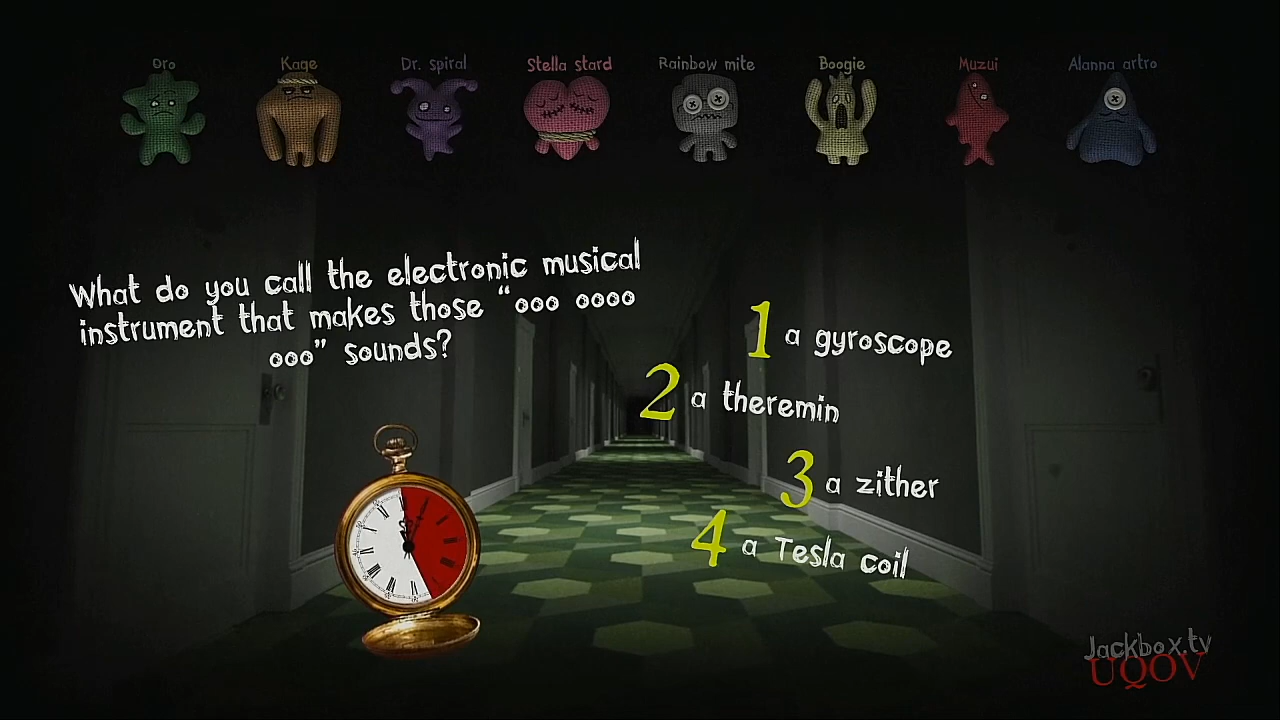 Oro
Kage
Dr. spiral
Stella stard
Rainbow mite
Boogie
Muzui
Alanna artro
What do you call the electronic musical
instrument that makes those “ooo oooo
ooo” sounds?
1 a gyroscope
2 a theremin
3 a zither
4 a Tesla coil
Jackbox.tv
UQOV